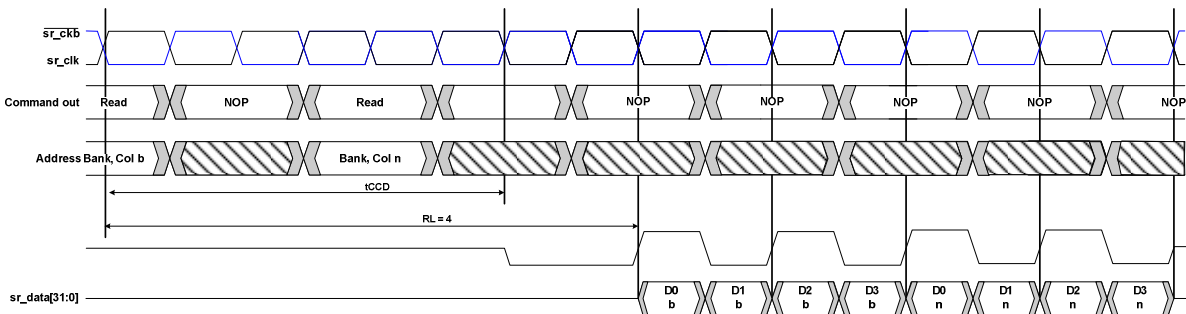 sr_ckb
sr_clk
Command out Read NOP Read NOP NOP NOP NOP NOP
Address Bank, Col b Bank, Col n
tCCD
RL = 4
D0 D1 D2 D3 D0 D1 D2 D3
sr_data[31:0]
b b b b n n n n